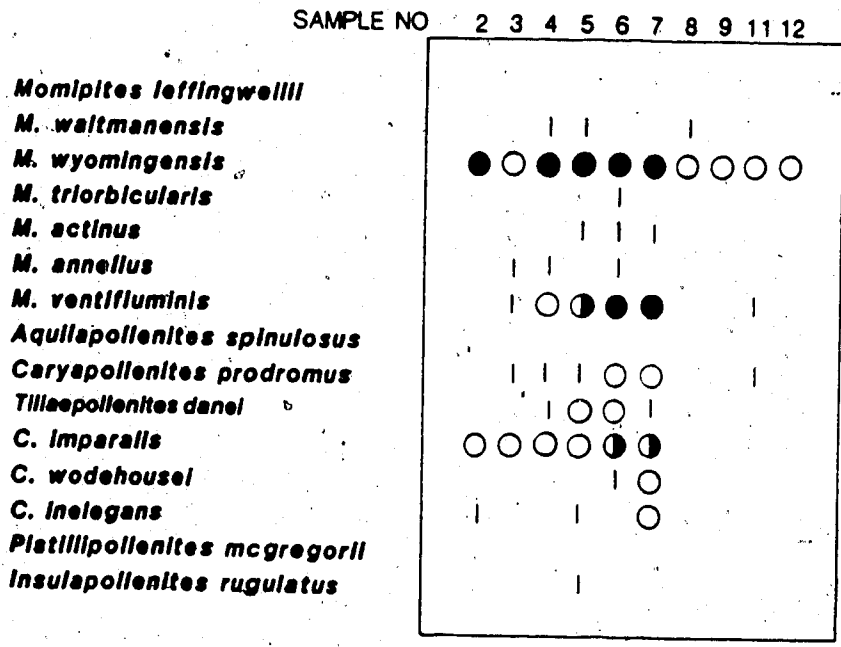 SAMPLE NO 2 3 4 5 6 7 8 9 11 12
Momipites leffingwellii
M. waltmanensis
M. wyomingensis
M. triorbicularis
M. actinus
M. annellus
M. ventifluminis
Aquilapollenites spinulosus
Caryapollenites prodromus
Tiliaepollenites danei
C. imparalis
C. wodehousei
C. inelegans
Pistillipollenites mcgregorii
Insulapollenites rugulatus